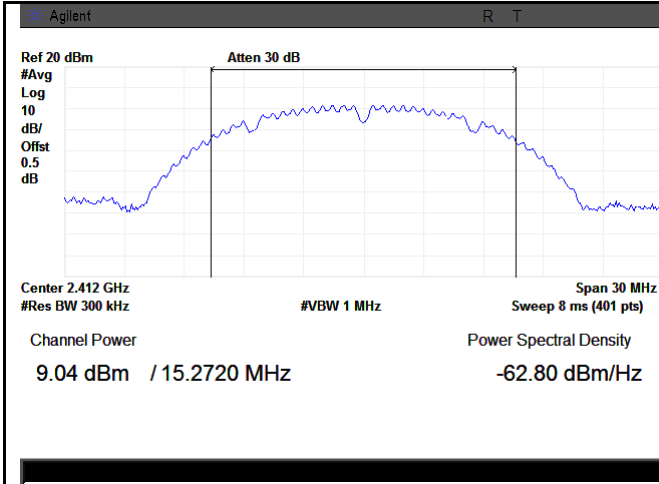 Agilent R T
Ref 20 dBm Atten 30 dB
#Avg
Log
10
dB/
Offst
0.5
dB
Center 2.412 GHz Span 30 MHz
#Res BW 300 kHz #VBW 1 MHz Sweep 8 ms (401 pts)
Channel Power Power Spectral Density
9.04 dBm / 15.2720 MHz -62.80 dBm/Hz